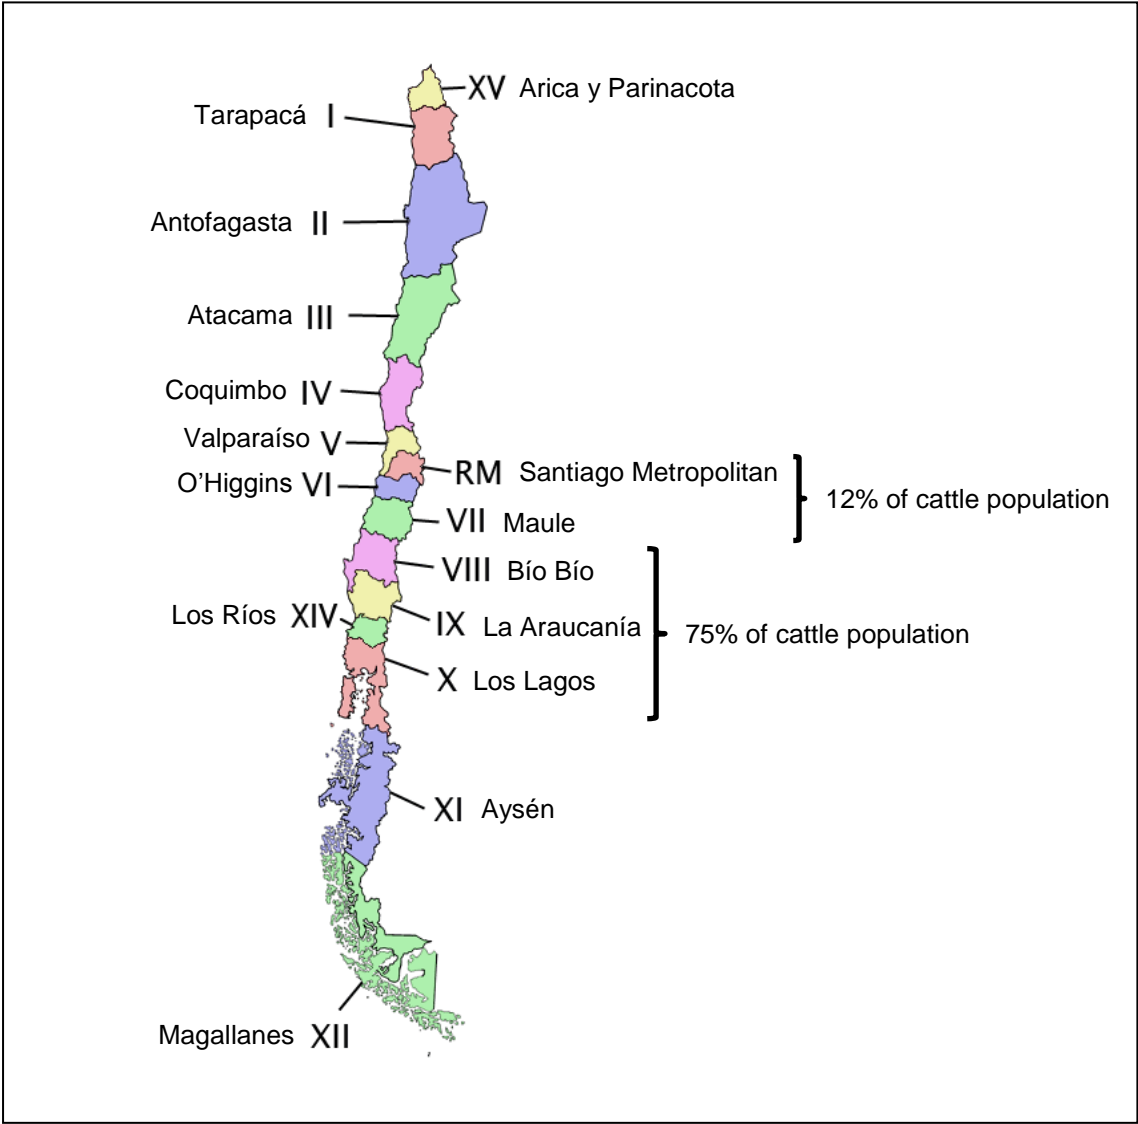 XV Arica y Parinacota
Tarapacá I
Antofagasta II
Atacama III
Coquimbo IV
Valparaíso V
RM Santiago Metropolitan
O’Higgins VI
12% of cattle population
VII Maule
VIII Bío Bío
Los Ríos XIV
IX La Araucanía
75% of cattle population
X Los Lagos
XI Aysén
Magallanes XII